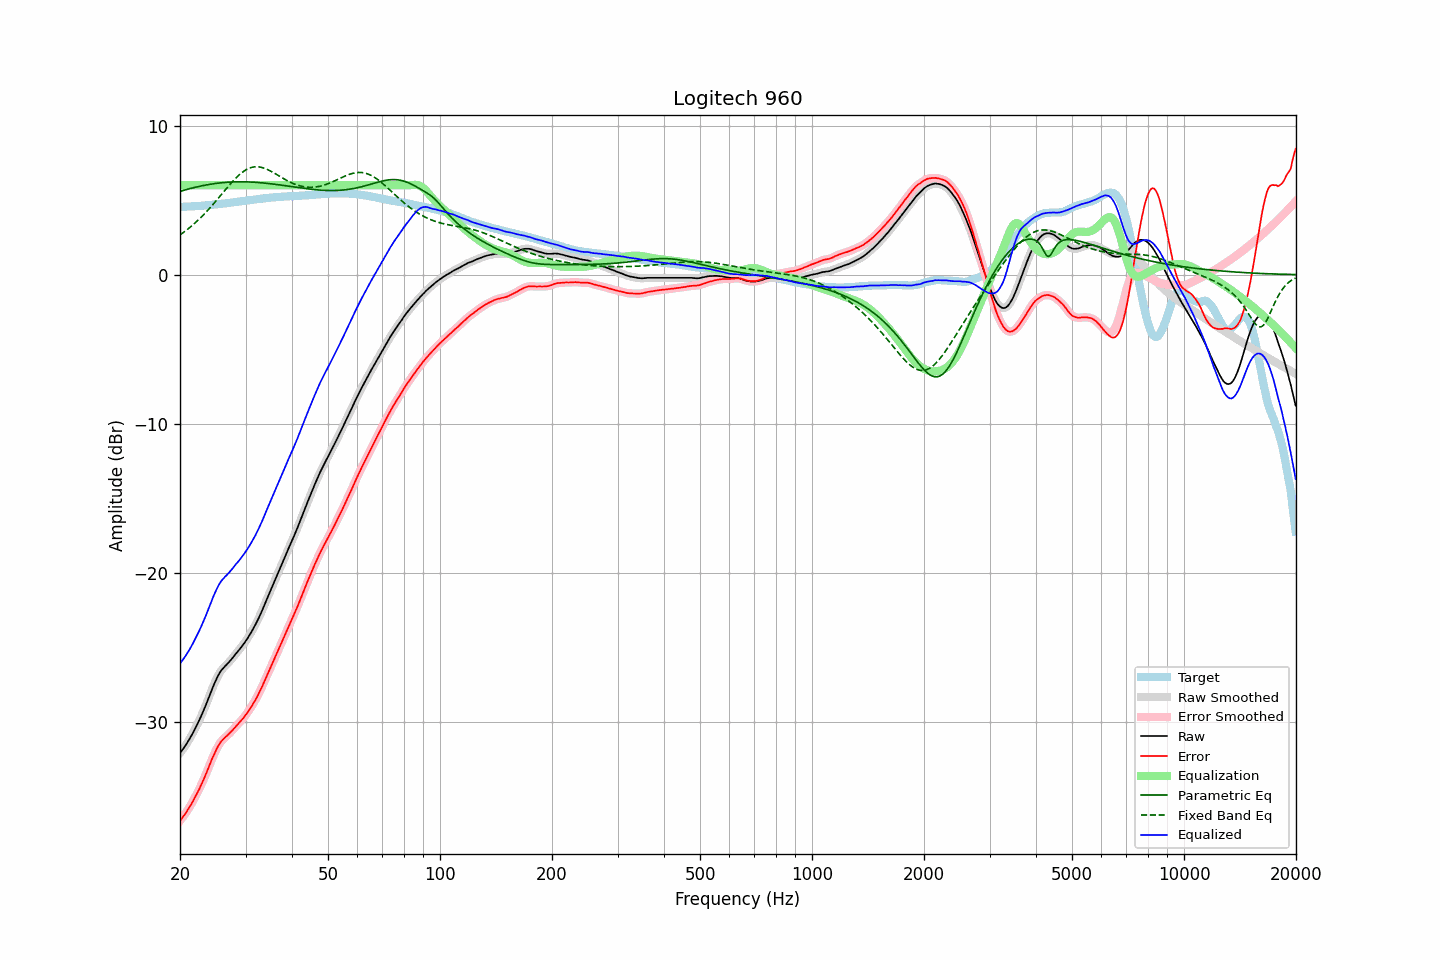 Logitech 960
10
0
−10
−20
−30
Amplitude (dBr)
20 50 100 200 500 1000 2000 5000 10000 20000
Frequency (Hz)
Target
Raw Smoothed
Error Smoothed
Raw
Error
Equalization
Parametric Eq
Fixed Band Eq
Equalized